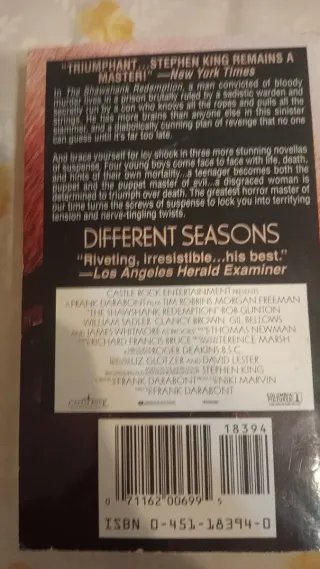 "TRIUMPHANT...STEPHEN KING REMAINS A
MASTER!" —New York Times
In The Shawshank Redemption, a man convicted of bloody
murder lives in a prison brutally ruled by a sadistic warden and
secretly run by a con who knows all the ropes and pulls all the
strings. He has more brains than anyone else in this sinister
slammer, and a diabolically cunning plan of revenge that no one
can guess until it's far too late.
And brace yourself for icy shock in three more stunning novellas
of suspense. Four young boys come face to face with life, death,
and hints of their own mortality...a teenager becomes both the
puppet and the puppet master of evil...a disgraced woman is
determined to triumph over death. The greatest horror master of
our time turns the screws of suspense to lock you into terrifying
tension and nerve-tingling twists.
DIFFERENT SEASONS
"Riveting, irresistible...his best."
—Los Angeles Herald Examiner
CASTLE ROCK ENTERTAINMENT PRESENTS
A FRANK DARABONT FILM TIM ROBBINS MORGAN FREEMAN
"THE SHAWSHANK REDEMPTION" BOB GUNTON
WILLIAM SADLER CLANCY BROWN GIL BELLOWS
AND JAMES WHITMORE AS BROOKS THOMAS NEWMAN
RICHARD FRANCIS BRUCE TERENCE MARSH
ROGER DEAKINS B.S.C.
LIZ GLOTZER AND DAVID LESTER
STEPHEN KING
FRANK DARABONT NIKI MARVIN
FRANK DARABONT
18394
0 71162 00699 5
ISBN 0-451-18394-0